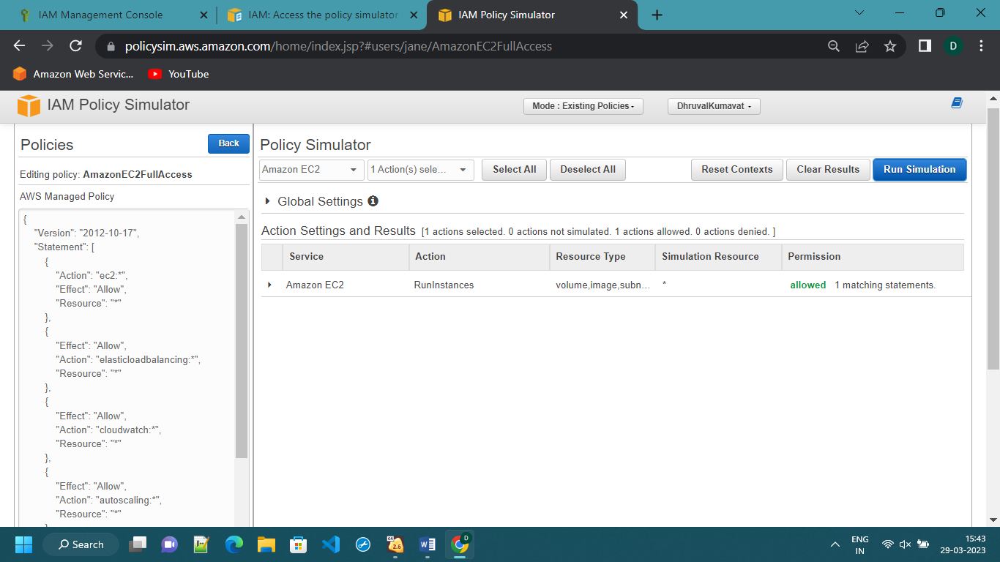 IAM Management Console
IAM: Access the policy simulator
IAM Policy Simulator
policysim.aws.amazon.com/home/index.jsp?#users/jane/AmazonEC2FullAccess
D
Amazon Web Servic...
YouTube
IAM Policy Simulator
Mode : Existing Policies
DhruvalKumavat
Policies
Back
Editing policy: AmazonEC2FullAccess
AWS Managed Policy
{
"Version": "2012-10-17",
"Statement": [
{
"Action": "ec2:*",
"Effect": "Allow",
"Resource": "*"
},
{
"Effect": "Allow",
"Action": "elasticloadbalancing:*",
"Resource": "*"
},
{
"Effect": "Allow",
"Action": "cloudwatch:*",
"Resource": "*"
},
{
"Effect": "Allow",
"Action": "autoscaling:*",
"Resource": "*"
Policy Simulator
Amazon EC2
1 Action(s) sele...
Select All
Deselect All
Reset Contexts
Clear Results
Run Simulation
Global Settings
Action Settings and Results [1 actions selected. 0 actions not simulated. 1 actions allowed. 0 actions denied. ]
Service Action Resource Type Simulation Resource Permission
Amazon EC2 RunInstances volume,image,subn... * allowed 1 matching statements.
Search
2.6
D
ENG
IN
15:43
29-03-2023